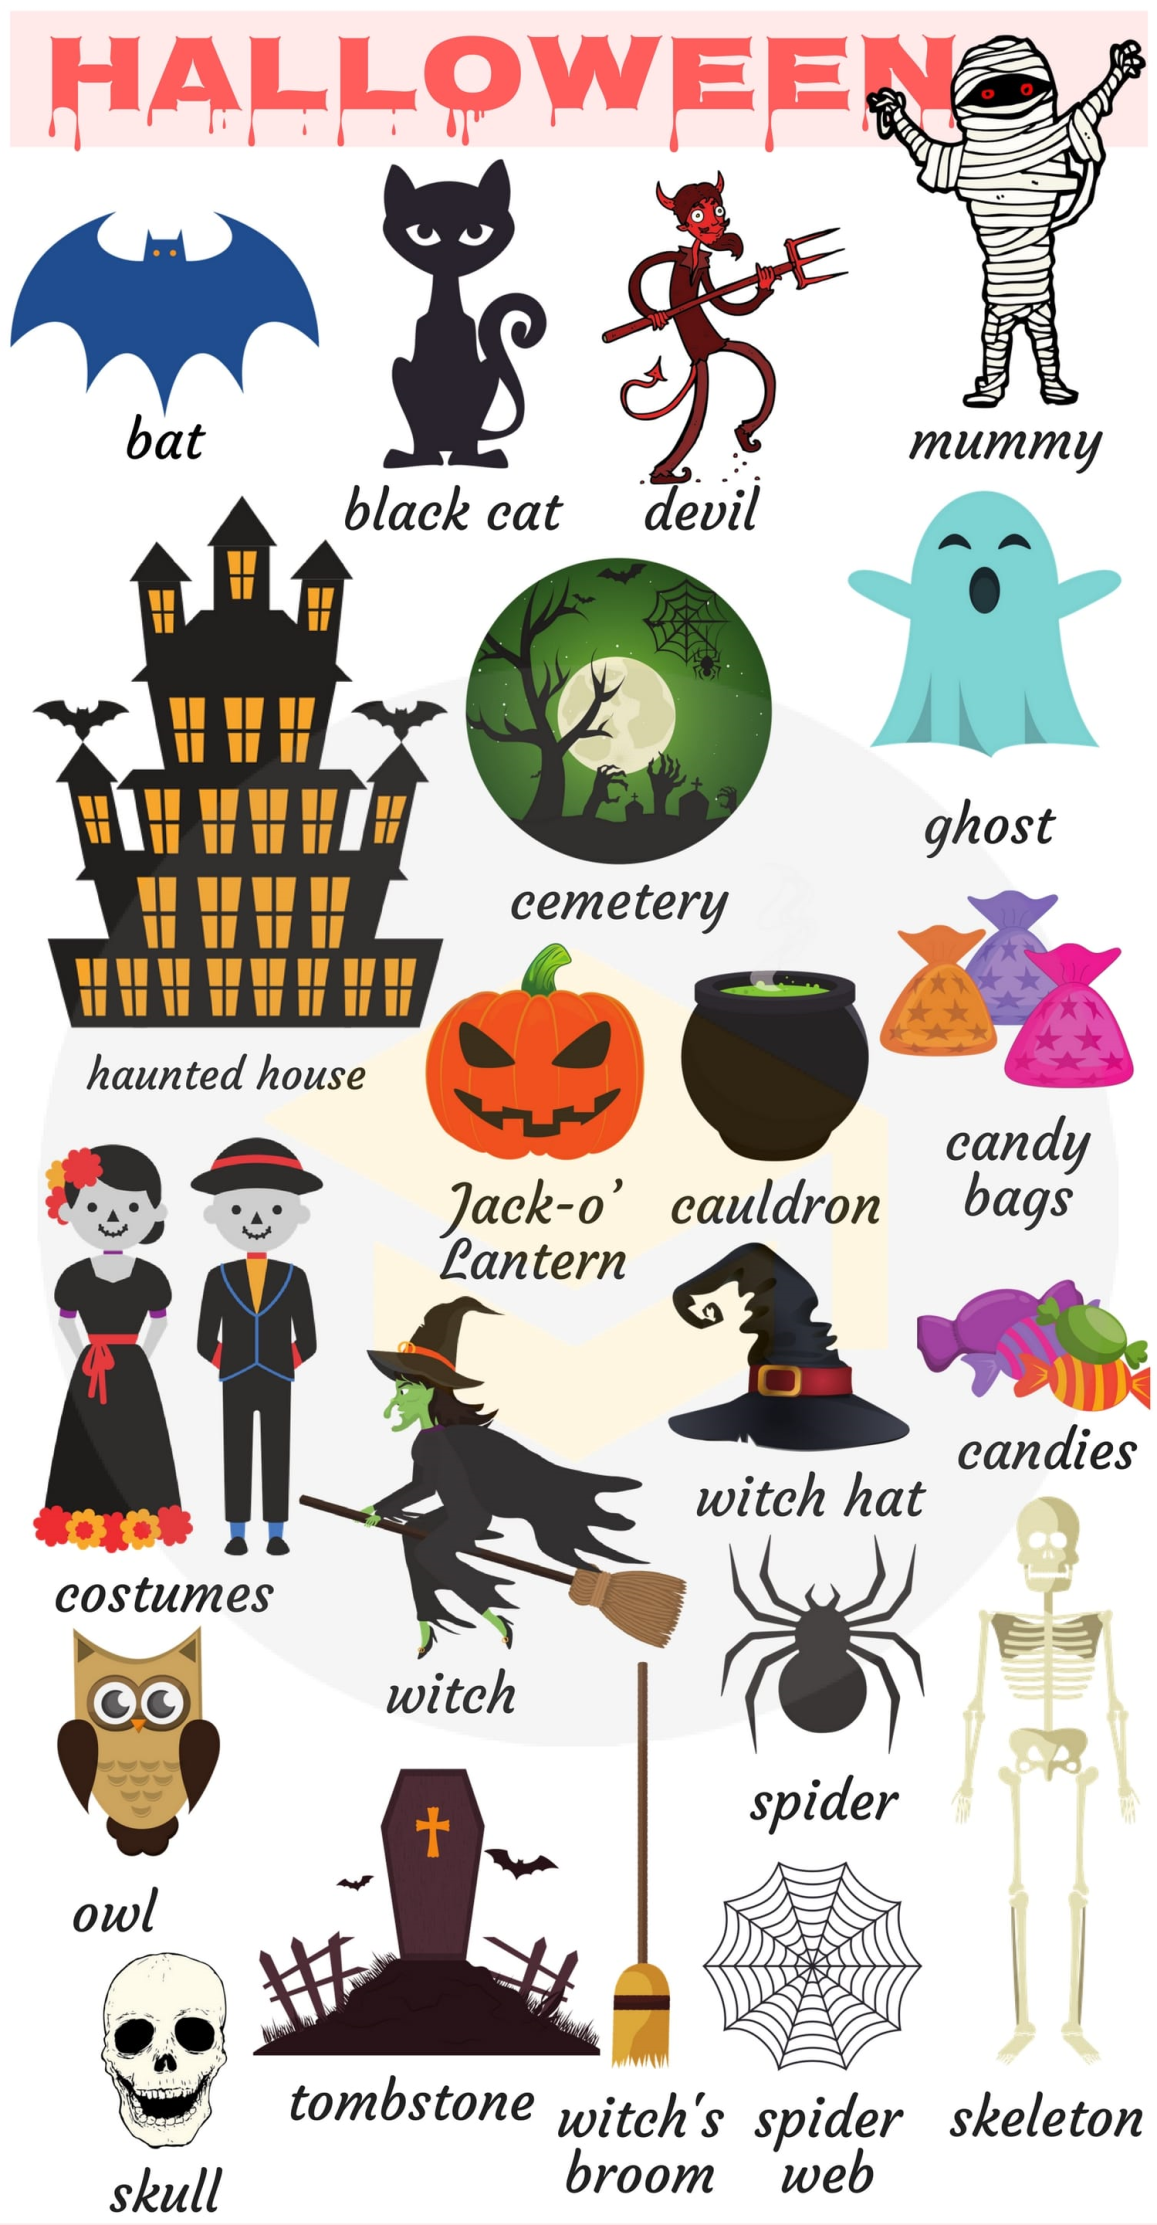 HALLOWEEN
bat
black cat
devil
mummy
haunted house
cemetery
ghost
Jack-o’
Lantern
cauldron
candy
bags
costumes
witch
witch hat
candies
owl
spider
skull
tombstone
witch's
broom
spider
web
skeleton